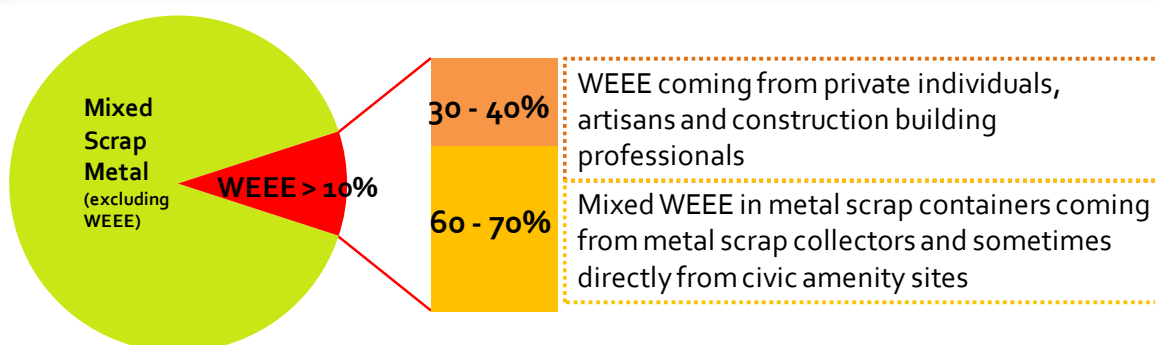 Mixed
Scrap
Metal
(excluding
WEEE)
WEEE > 10%
30 - 40%
WEEE coming from private individuals,
artisans and construction building
professionals
60 - 70%
Mixed WEEE in metal scrap containers coming
from metal scrap collectors and sometimes
directly from civic amenity sites